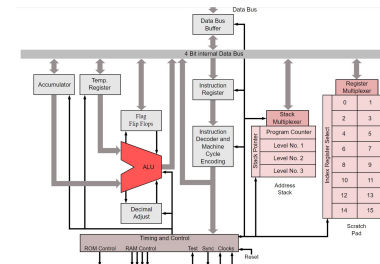 Data Bus
Data Bus
Buffer
4 Bit internal Data Bus
Accumulator
Temp.
Register
Instruction
Register
Register
Multiplexer
Flag
Flip Flops
Stack
Multiplexer
0 1
2 3
4 5
6 7
8 9
10 11
12 13
14 15
Index Register Select
Instruction
Decoder and
Machine
Cycle
Encoding
Stack Pointer
Program Counter
Level No. 1
Level No. 2
Level No. 3
ALU
Address
Stack
Decimal
Adjust
Scratch
Pad
Timing and Control
ROM Control RAM Control Test Sync Clocks
Reset